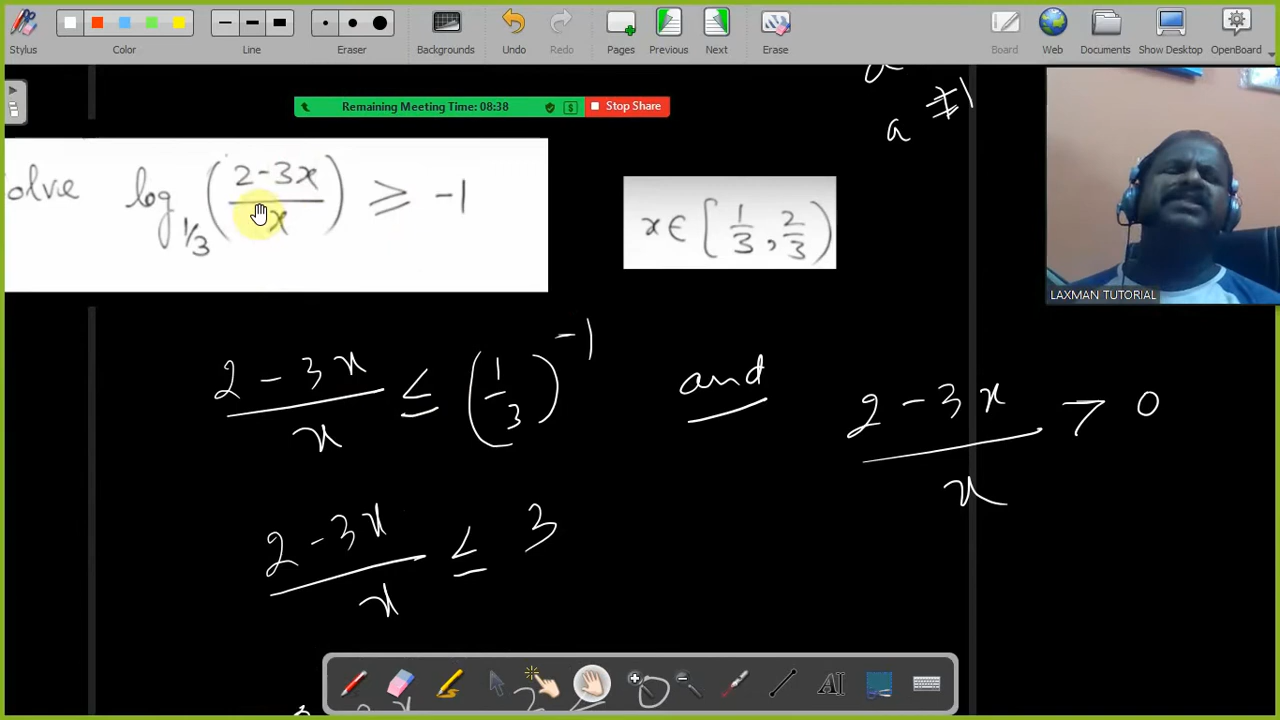 Stylus Color Line Eraser Backgrounds Undo Redo Pages Previous Next Erase Board Web Documents Show Desktop OpenBoard
Remaining Meeting Time: 08:38 Stop Share
a ≠ 1
olve log_{1/3} ((2-3x)/x) ≥ -1
x ∈ [1/3, 2/3)
LAXMAN TUTORIAL
(2-3x)/x ≤ (1/3)^{-1} and (2-3x)/x > 0
(2-3x)/x ≤ 3